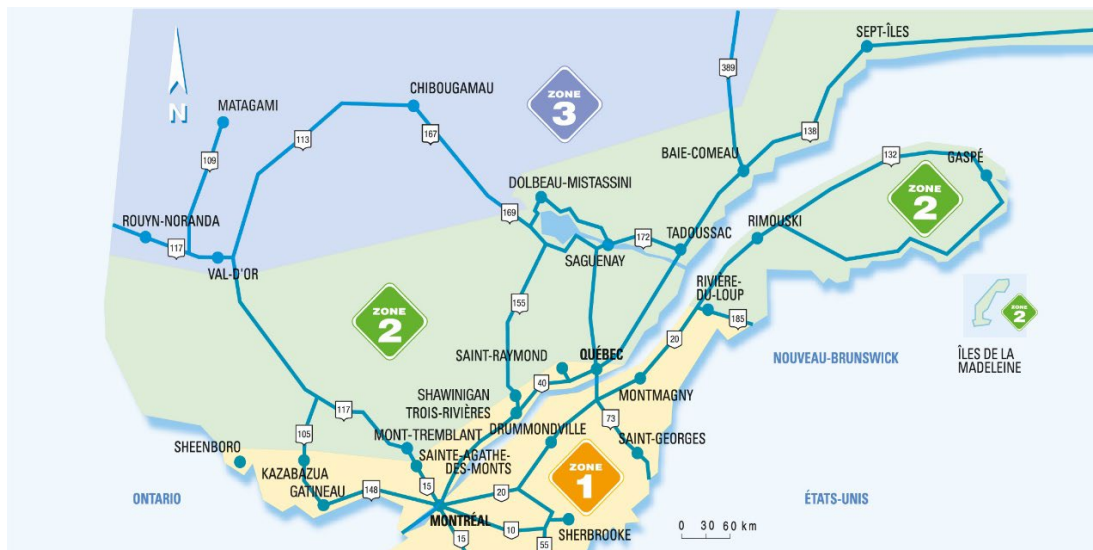 SEPT-ÎLES
389
CHIBOUGAMAU
ZONE
3
MATAGAMI
N
138
113
167
109
BAIE-COMEAU
132
GASPÉ
DOLBEAU-MISTASSINI
ZONE
2
169
ROUYN-NORANDA
RIMOUSKI
TADOUSSAC
172
117
SAGUENAY
VAL-D'OR
RIVIÈRE-
DU-LOUP
155
185
ZONE
2
ZONE
2
20
SAINT-RAYMOND
QUÉBEC
NOUVEAU-BRUNSWICK
ÎLES DE LA
MADELEINE
40
SHAWINIGAN
MONTMAGNY
TROIS-RIVIÈRES
117
73
DRUMMONDVILLE
105
MONT-TREMBLANT
SAINT-GEORGES
SHEENBORO
SAINTE-AGATHE-
DES-MONTS
KAZABAZUA
ZONE
1
15
148
20
GATINEAU
ONTARIO
ÉTATS-UNIS
MONTRÉAL
10
SHERBROOKE
0 30 60 km
15
55